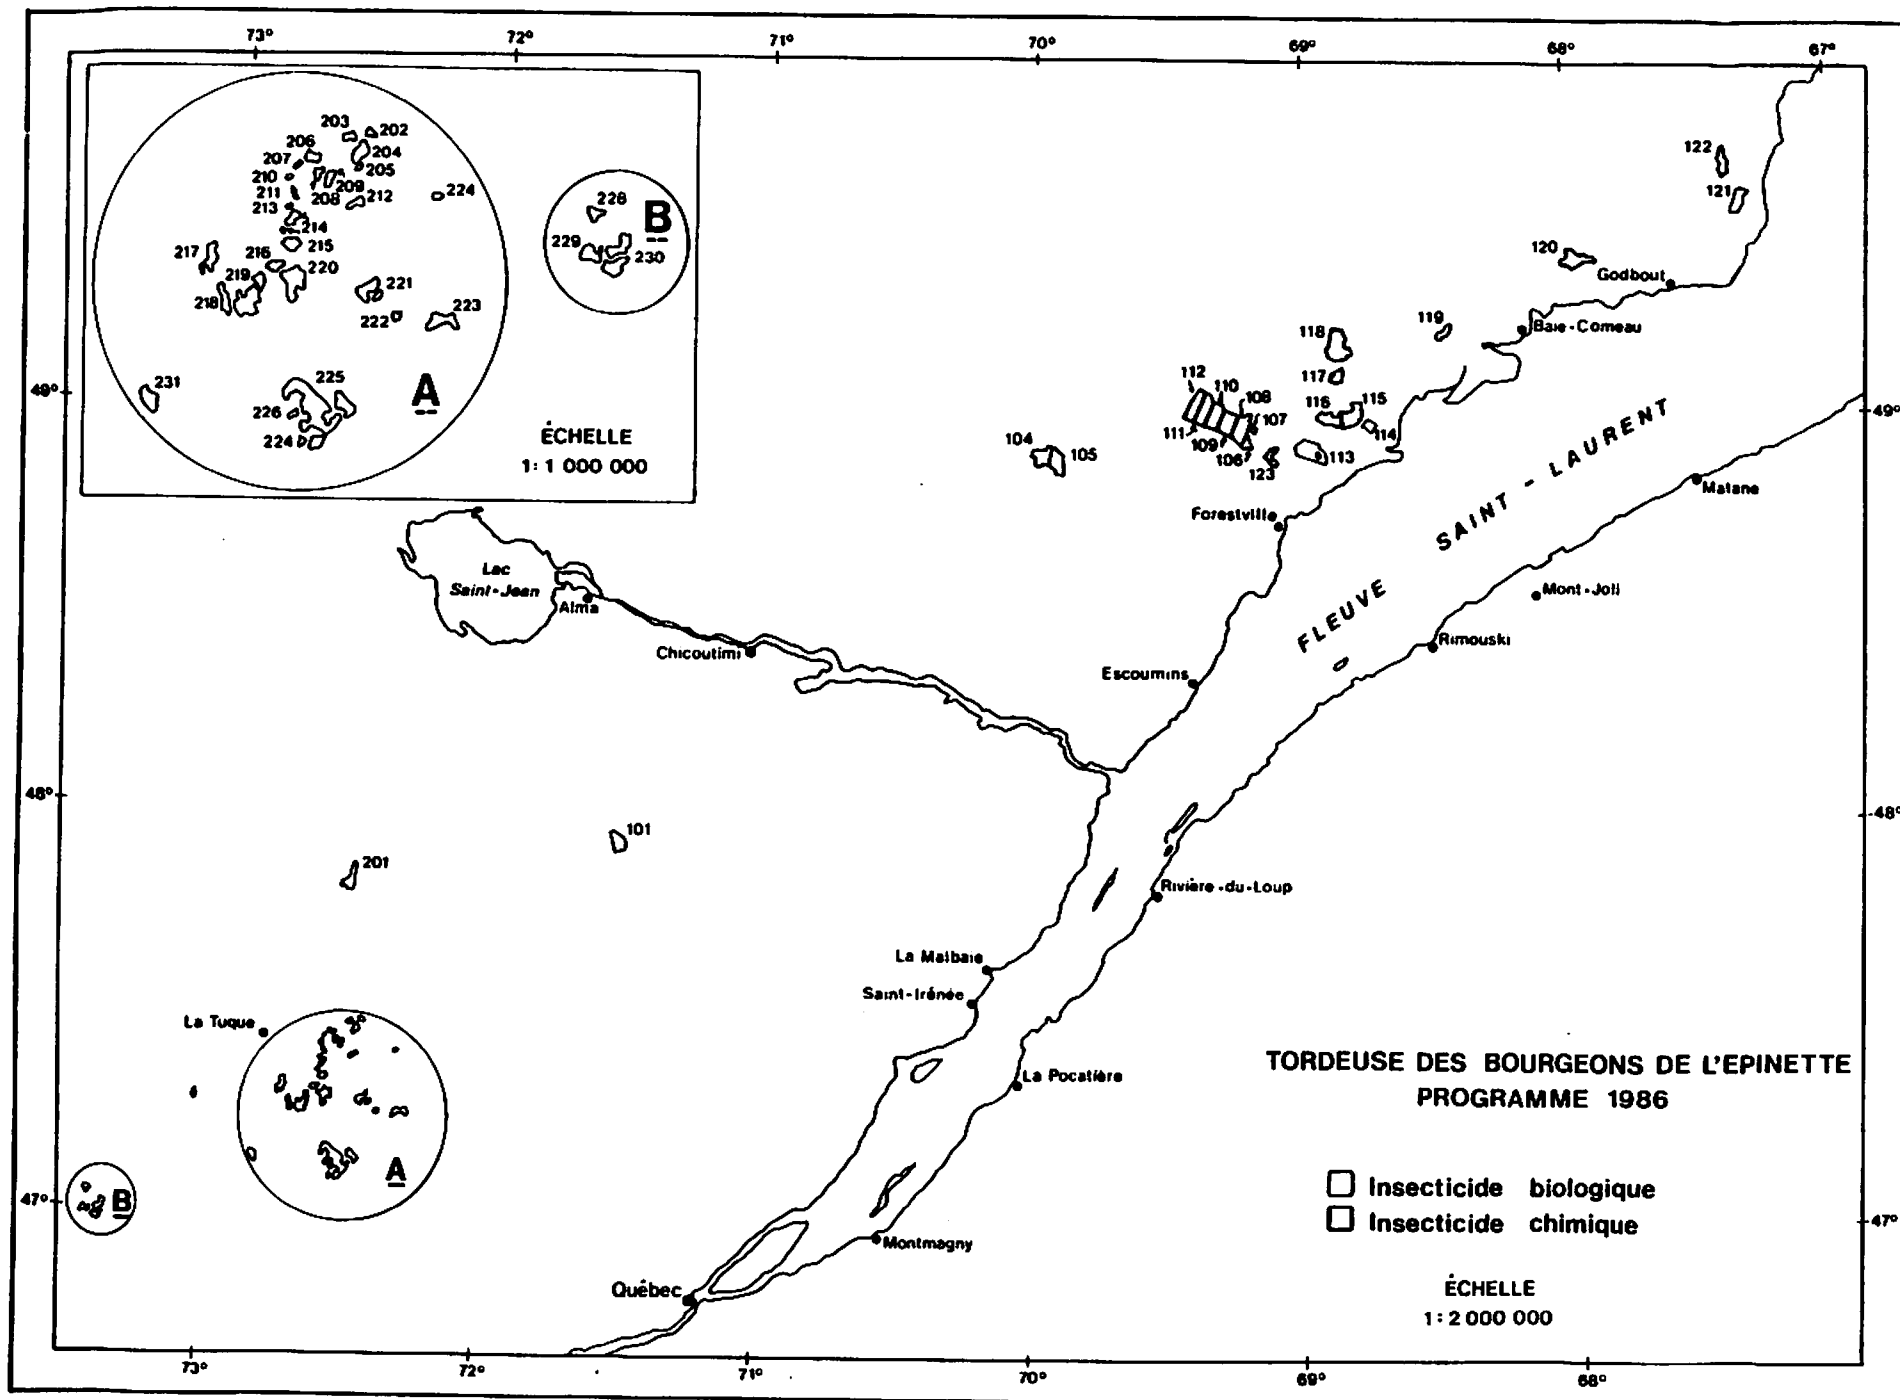 73° 72° 71° 70° 69° 68° 67°
203 202
206 204
207 205
210 209
211 208 212 224
213
214
217 216 215
219 220
218 221
222 223
231 225
226
224
A
ÉCHELLE
1: 1 000 000
228
B
229 230
122
121
120
Godbout
119
Baie-Comeau
118
117
112 110 108 107
116 115
114
111 109 106
123 113
104 105
49° 49°
Forestville
Matane
FLEUVE SAINT - LAURENT
Lac
Saint-Jean
Alma
Mont-Joli
Chicoutimi
Rimouski
Escoumins
48° 48°
101
201
Rivière-du-Loup
La Malbaie
Saint-Irénée
La Tuque
La Pocatière
A
B
47° 47°
Montmagny
Québec
TORDEUSE DES BOURGEONS DE L'EPINETTE
PROGRAMME 1986
Insecticide biologique
Insecticide chimique
ÉCHELLE
1: 2 000 000
73° 72° 71° 70° 69° 68°